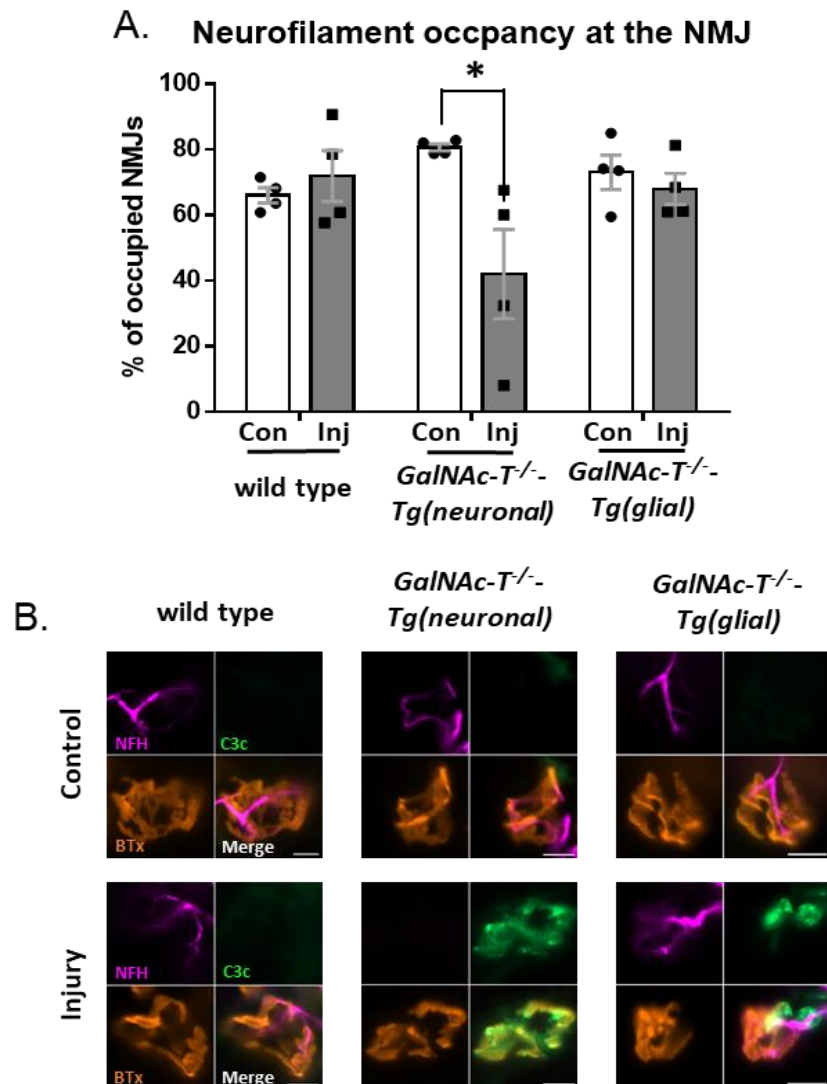 A. Neurofilament occpancy at the NMJ
*
% of occupied NMJs
100
80
60
40
20
0
Con Inj Con Inj Con Inj
wild type GalNAc-T-/-- GalNAc-T-/--
Tg(neuronal) Tg(glial)
B. wild type GalNAc-T-/-- GalNAc-T-/--
Tg(neuronal) Tg(glial)
Control
NFH C3c
BTx Merge
Injury
NFH C3c
BTx Merge